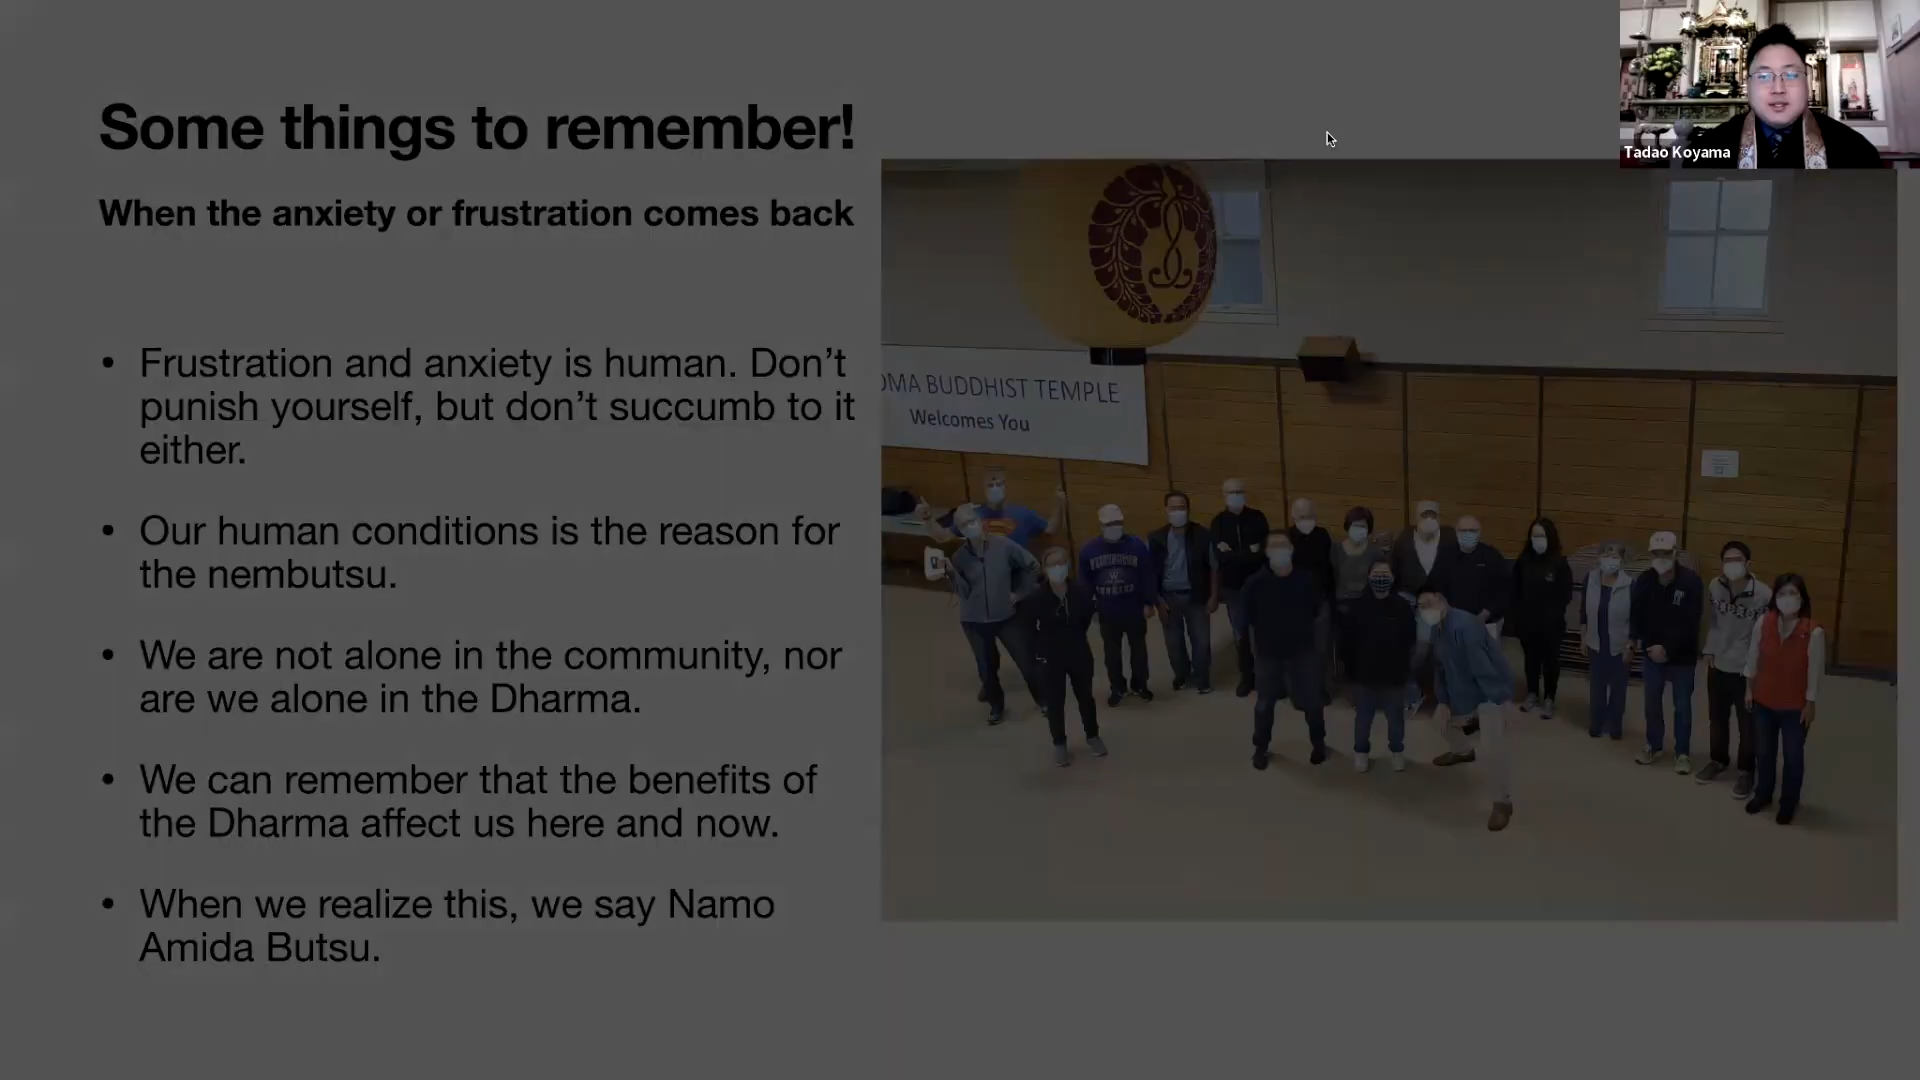 Some things to remember!
When the anxiety or frustration comes back
• Frustration and anxiety is human. Don’t
punish yourself, but don’t succumb to it
either.
• Our human conditions is the reason for
the nembutsu.
• We are not alone in the community, nor
are we alone in the Dharma.
• We can remember that the benefits of
the Dharma affect us here and now.
• When we realize this, we say Namo
Amida Butsu.
Tadao Koyama
OMA BUDDHIST TEMPLE
Welcomes You